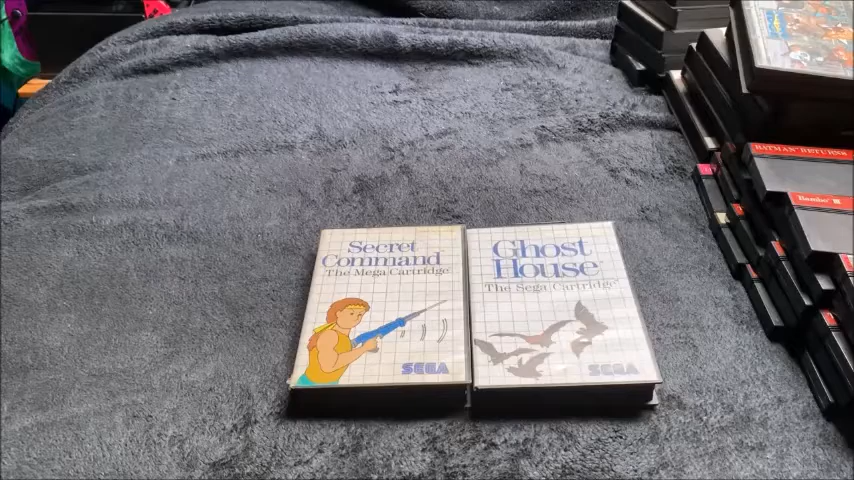 Secret
Command
The Mega Cartridge
SEGA
Ghost
House
The Sega Cartridge
SEGA
BATMAN RETURNS
Rambo III